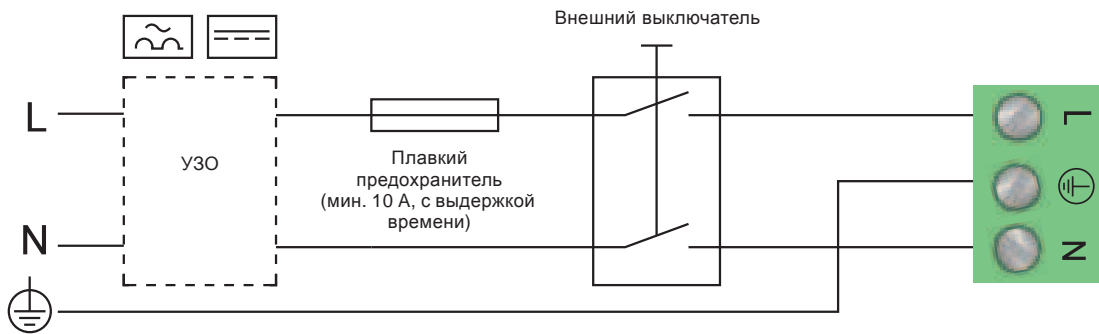 Внешний выключатель
L
УЗО
Плавкий
предохранитель
(мин. 10 А, с выдержкой
времени)
N
L
N